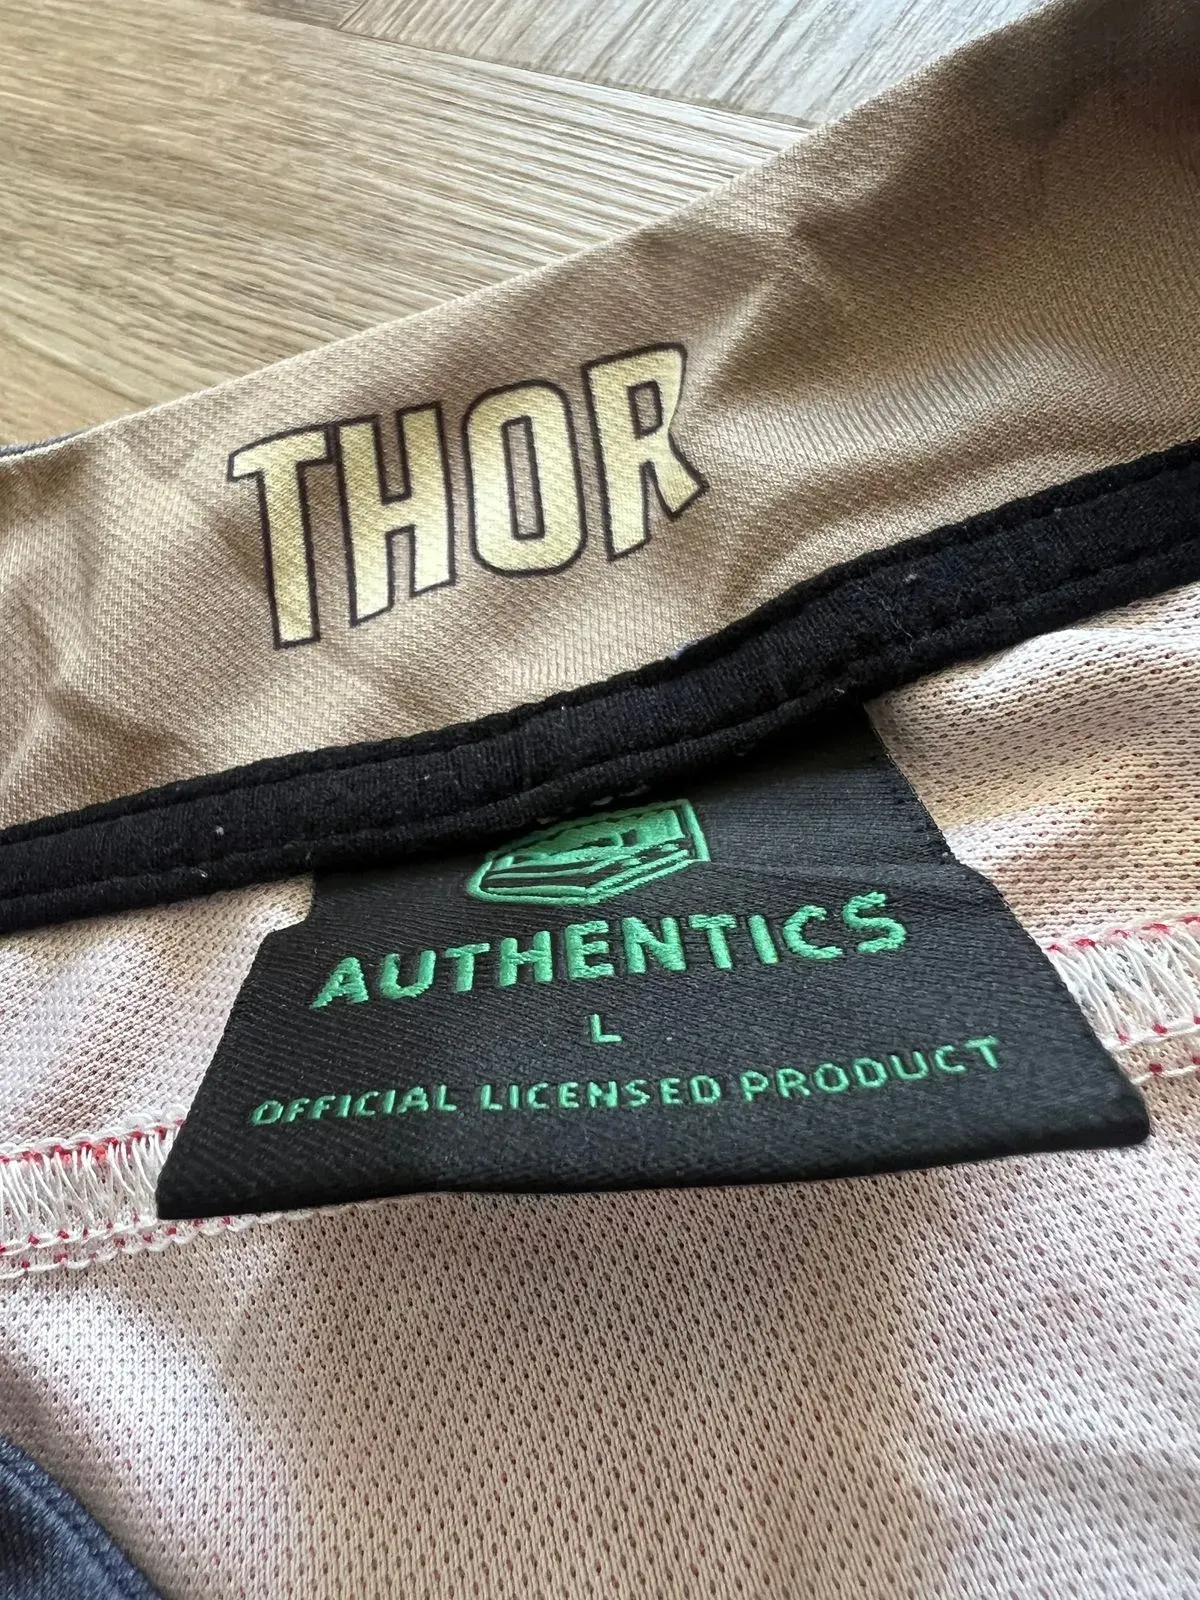 THOR
AUTHENTICS
L
OFFICIAL LICENSED PRODUCT